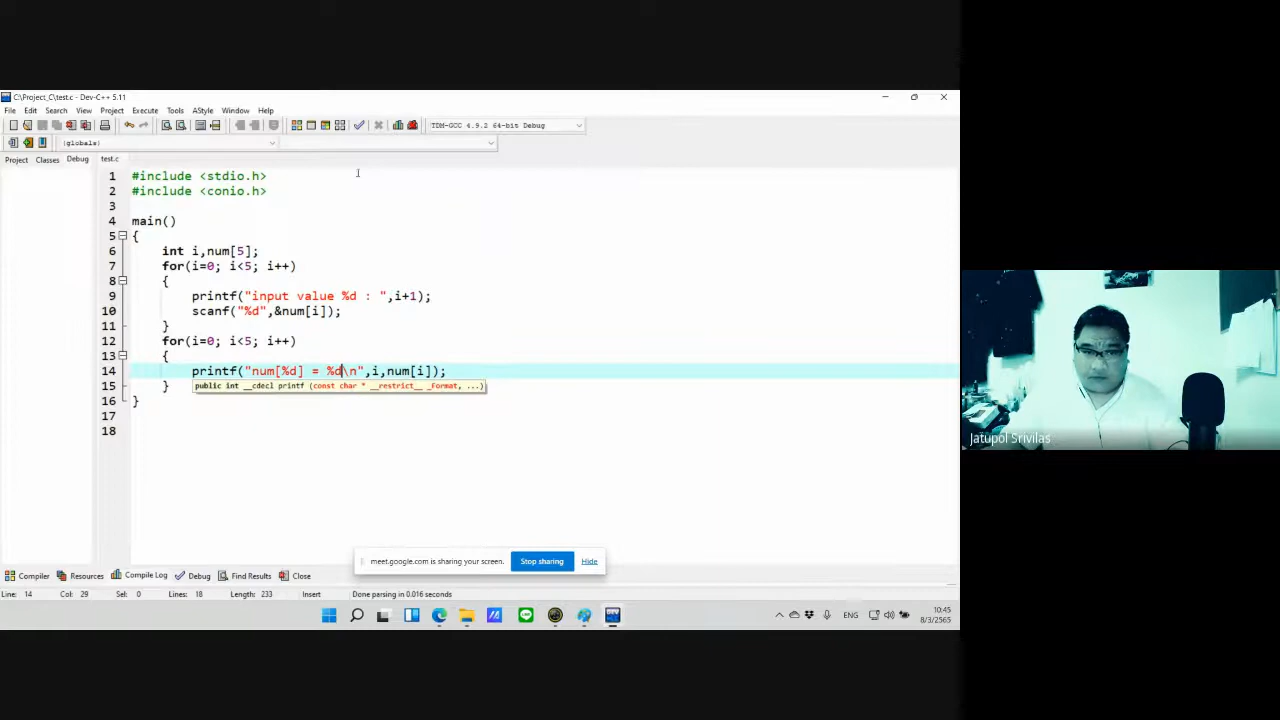 C:\Project_C\test.c - Dev-C++ 5.11
File Edit Search View Project Execute Tools AStyle Window Help
TDM-GCC 4.9.2 64-bit Debug
(globals)
Project Classes Debug test.c
1 #include <stdio.h>
2 #include <conio.h>
3
4 main()
5 {
6 int i,num[5];
7 for(i=0; i<5; i++)
8 {
9 printf("input value %d : ",i+1);
10 scanf("%d",&num[i]);
11 }
12 for(i=0; i<5; i++)
13 {
14 printf("num[%d] = %d\n",i,num[i]);
15 }
public int __cdecl printf (const char * __restrict__ _Format, ...)
16 }
17
18
Jatupol Srivilas
meet.google.com is sharing your screen. Stop sharing Hide
Compiler Resources Compile Log Debug Find Results Close
Line: 14 Col: 29 Sel: 0 Lines: 18 Length: 233 Insert Done parsing in 0.016 seconds
ENG 10:45
8/3/2565